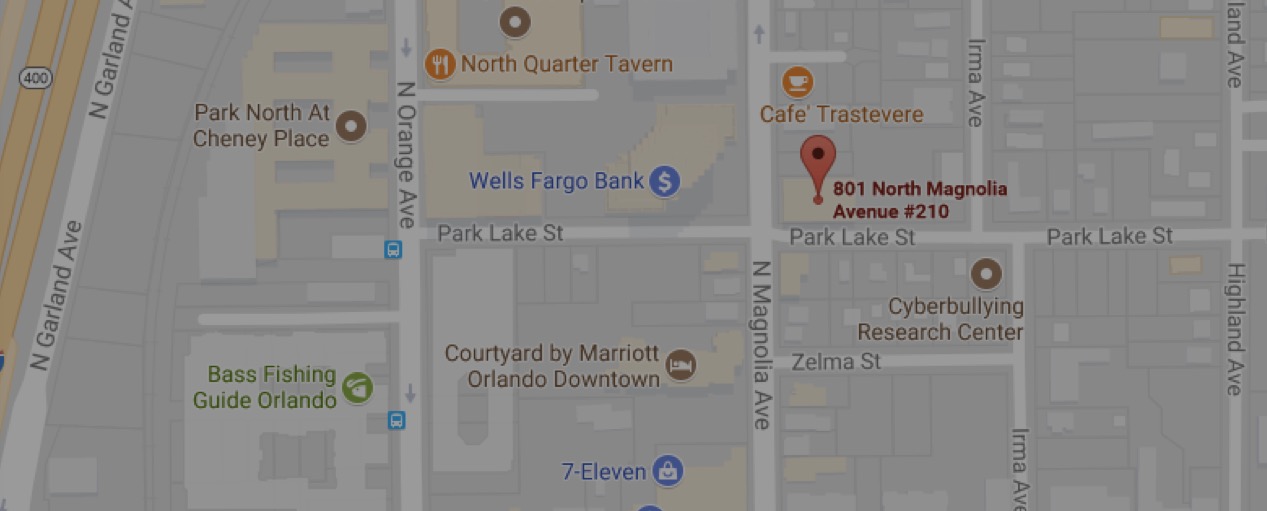 400
N Garland A
N Orange Ave
North Quarter Tavern
Park North At
Cheney Place
Cafe' Trastevere
Irma Ave
land Ave
Wells Fargo Bank
801 North Magnolia
Avenue #210
Park Lake St
Park Lake St
Park Lake St
N Garland Ave
N Magnolia Ave
Cyberbullying
Research Center
Highland Ave
Courtyard by Marriott
Orlando Downtown
Zelma St
Bass Fishing
Guide Orlando
7-Eleven
Irma Ave